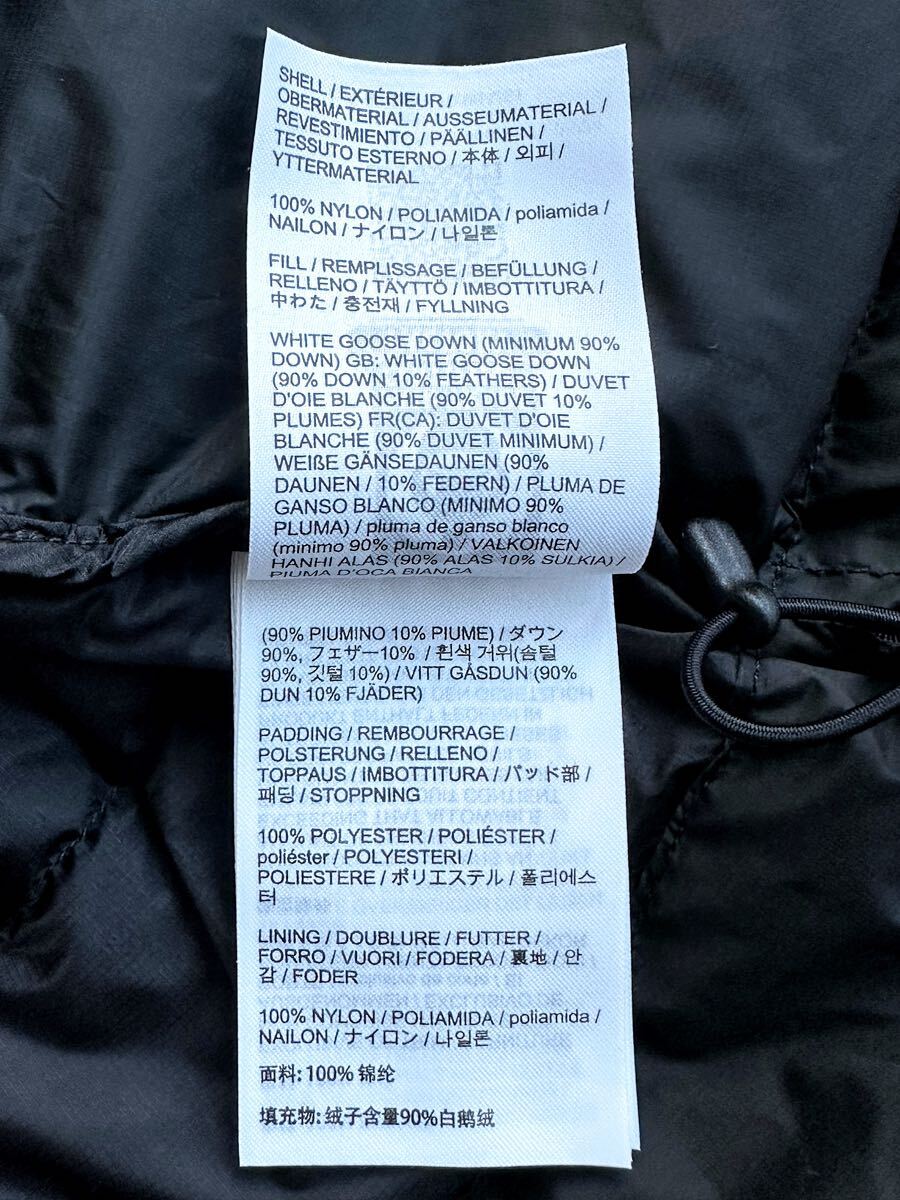 SHELL / EXTÉRIEUR /
OBERMATERIAL / AUSSEUMATERIAL /
REVESTIMIENTO / PÄÄLLINEN /
TESSUTO ESTERNO / 本体 / 외피 /
YTTERMATERIAL
100% NYLON / POLIAMIDA / poliamida /
NAILON / ナイロン / 나일론
FILL / REMPLISSAGE / BEFÜLLUNG /
RELLENO / TÄYTTÖ / IMBOTTITURA /
中わた / 충전재 / FYLLNING
WHITE GOOSE DOWN (MINIMUM 90%
DOWN) GB: WHITE GOOSE DOWN
(90% DOWN 10% FEATHERS) / DUVET
D'OIE BLANCHE (90% DUVET 10%
PLUMES) FR(CA): DUVET D'OIE
BLANCHE (90% DUVET MINIMUM) /
WEIßE GÄNSEDAUNEN (90%
DAUNEN / 10% FEDERN) / PLUMA DE
GANSO BLANCO (MINIMO 90%
PLUMA) / pluma de ganso blanco
(minimo 90% pluma) / VALKOINEN
HANHI ALAS (90% ALAS 10% SULKIA) /
PIUMA D'OCA BIANCA
(90% PIUMINO 10% PIUME) / ダウン
90%, フェザー10% / 흰색 거위(솜털
90%, 깃털 10%) / VITT GÅSDUN (90%
DUN 10% FJÄDER)
PADDING / REMBOURRAGE /
POLSTERUNG / RELLENO /
TOPPAUS / IMBOTTITURA / パッド部 /
패딩 / STOPPNING
100% POLYESTER / POLIÉSTER /
poliéster / POLYESTERI /
POLIESTERE / ポリエステル / 폴리에스
터
LINING / DOUBLURE / FUTTER /
FORRO / VUORI / FODERA / 裏地 / 안
감 / FODER
100% NYLON / POLIAMIDA / poliamida /
NAILON / ナイロン / 나일론
面料: 100% 锦纶
填充物: 绒子含量90%白鹅绒